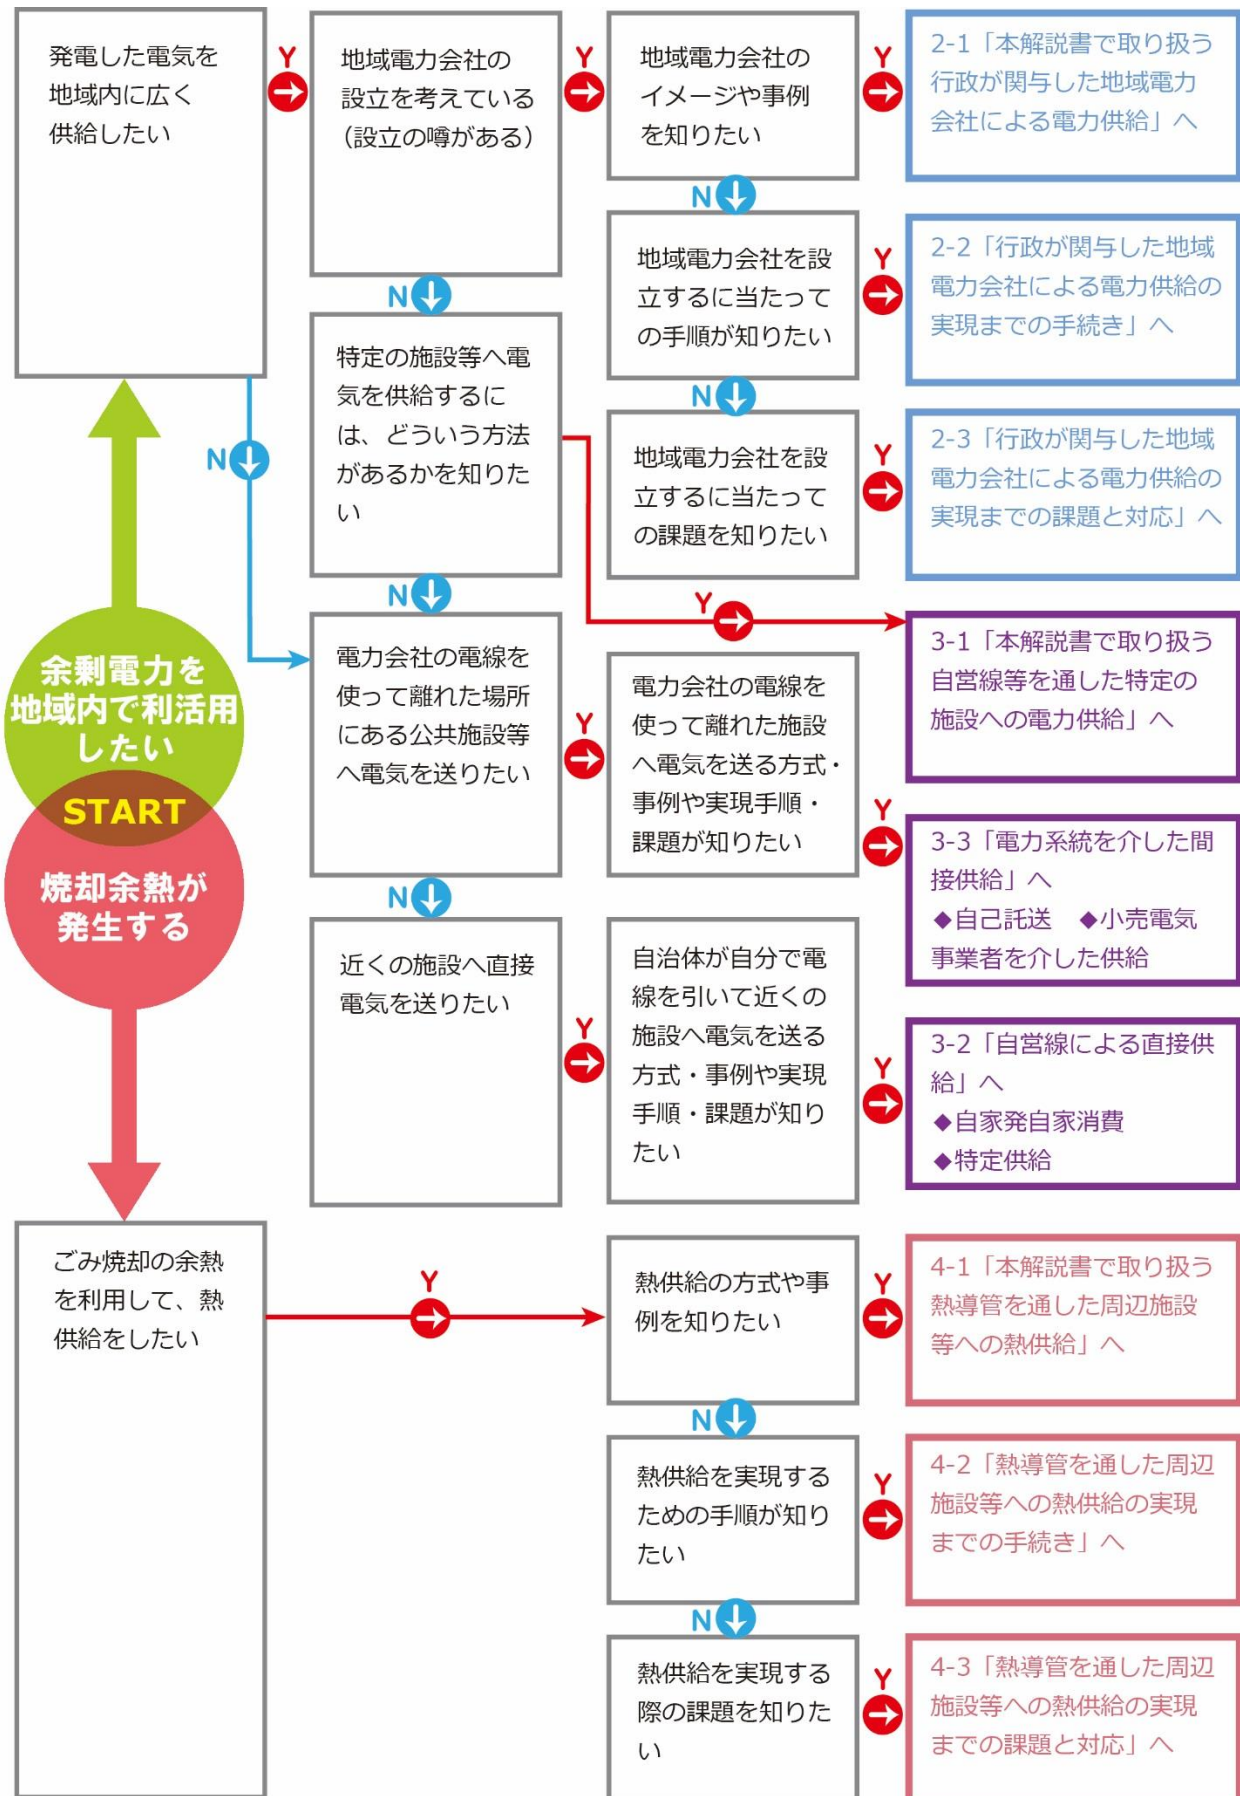 発電した電気を
地域内に広く
供給したい
Y
地域電力会社の
設立を考えている
（設立の噂がある）
Y
地域電力会社の
イメージや事例
を知りたい
Y
2-1「本解説書で取り扱う
行政が関与した地域電力
会社による電力供給」へ
N
地域電力会社を設
立するに当たって
の手順が知りたい
Y
2-2「行政が関与した地域
電力会社による電力供給の
実現までの手続き」へ
N
N
特定の施設等へ電
気を供給するに
は、どういう方法
があるかを知りた
い
N
地域電力会社を設
立するに当たって
の課題を知りたい
Y
2-3「行政が関与した地域
電力会社による電力供給の
実現までの課題と対応」へ
Y
3-1「本解説書で取り扱う
自営線等を通した特定の
施設への電力供給」へ
N
電力会社の電線を
使って離れた場所
にある公共施設等
へ電気を送りたい
Y
電力会社の電線を
使って離れた施設
へ電気を送る方式・
事例や実現手順・
課題が知りたい
Y
3-3「電力系統を介した間
接供給」へ
◆自己託送 ◆小売電気
事業者を介した供給
余剰電力を
地域内で利活用
したい
START
焼却余熱が
発生する
N
近くの施設へ直接
電気を送りたい
Y
自治体が自分で電
線を引いて近くの
施設へ電気を送る
方式・事例や実現
手順・課題が知り
たい
Y
3-2「自営線による直接供
給」へ
◆自家発自家消費
◆特定供給
ごみ焼却の余熱
を利用して、熱
供給をしたい
Y
熱供給の方式や事
例を知りたい
Y
4-1「本解説書で取り扱う
熱導管を通した周辺施設
等への熱供給」へ
N
熱供給を実現する
ための手順が知り
たい
Y
4-2「熱導管を通した周辺
施設等への熱供給の実現
までの手続き」へ
N
熱供給を実現する
際の課題を知りた
い
Y
4-3「熱導管を通した周辺
施設等への熱供給の実現
までの課題と対応」へ